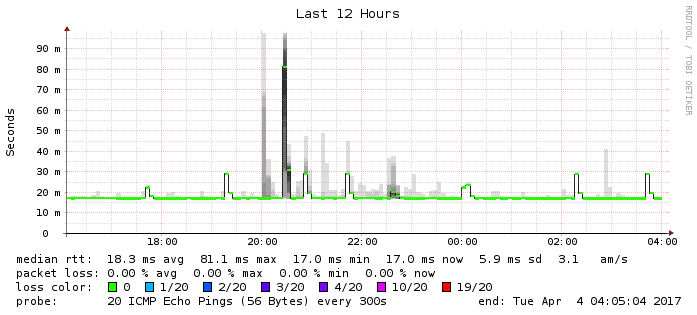 Last 12 Hours
RRDTOOL / TOBI OETIKER
Seconds
90 m
80 m
70 m
60 m
50 m
40 m
30 m
20 m
10 m
0
18:00 20:00 22:00 00:00 02:00 04:00
median rtt: 18.3 ms avg 81.1 ms max 17.0 ms min 17.0 ms now 5.9 ms sd 3.1 am/s
packet loss: 0.00 % avg 0.00 % max 0.00 % min 0.00 % now
loss color: 0 1/20 2/20 3/20 4/20 10/20 19/20
probe: 20 ICMP Echo Pings (56 Bytes) every 300s end: Tue Apr 4 04:05:04 2017